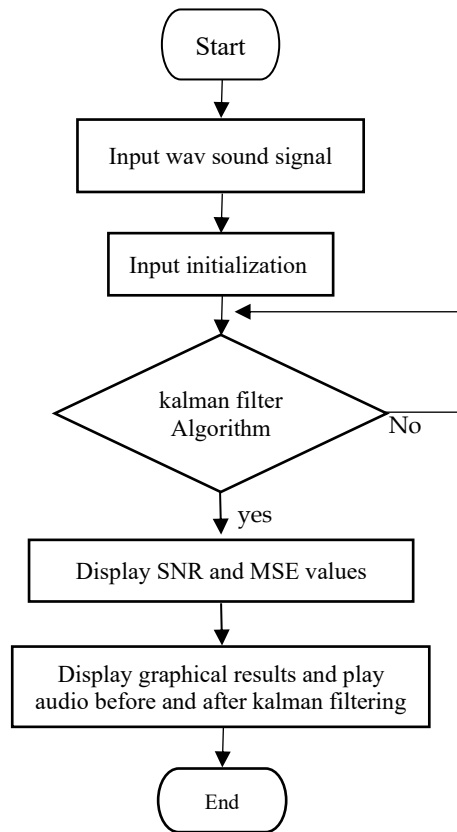 Start
Input wav sound signal
Input initialization
kalman filter
Algorithm
No
yes
Display SNR and MSE values
Display graphical results and play
audio before and after kalman filtering
End